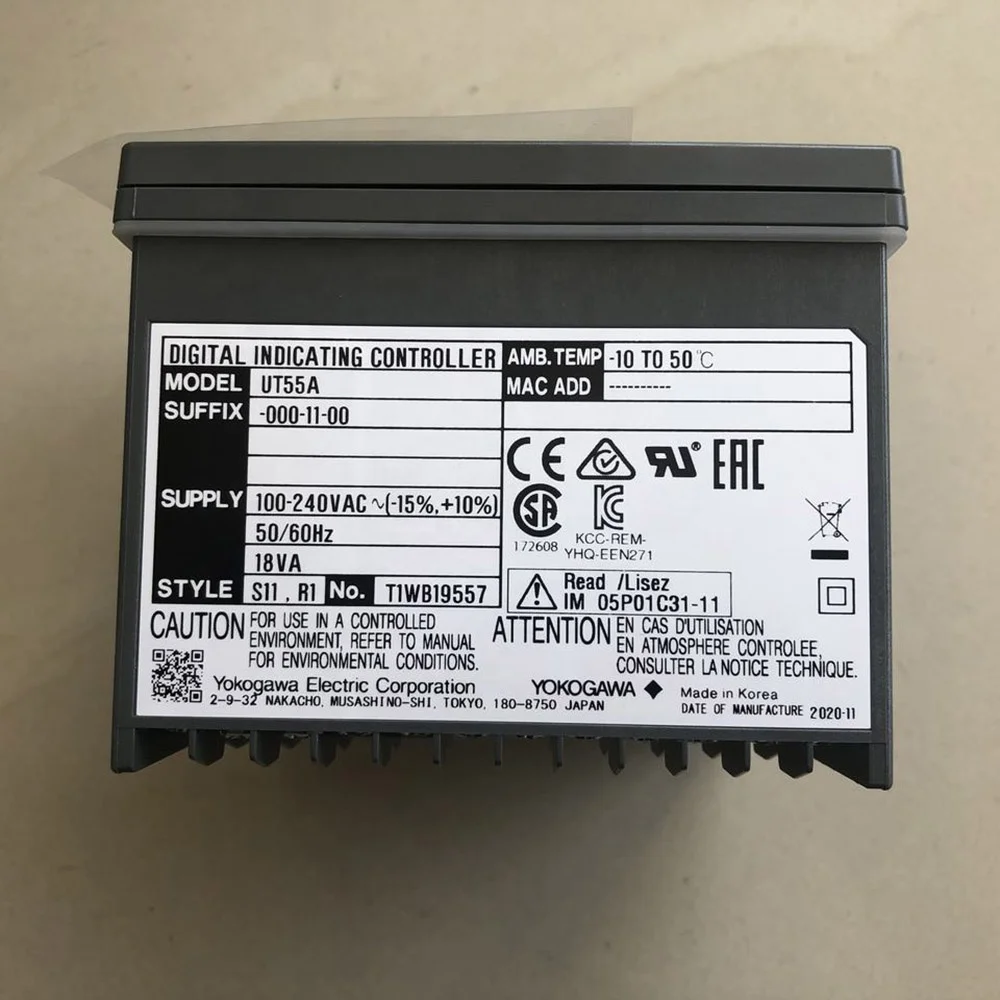 DIGITAL INDICATING CONTROLLER
MODEL UT55A
SUFFIX -000-11-00
SUPPLY 100-240VAC ∿(-15%,+10%)
50/60Hz
18VA
STYLE S11 , R1 No. T1WB19557
AMB.TEMP -10 TO 50℃
MAC ADD ----------
CE RU® EAC
SA KC
172608 KCC-REM-
YHQ-EEN271
Read /Lisez
IM 05P01C31-11
CAUTION FOR USE IN A CONTROLLED
ENVIRONMENT, REFER TO MANUAL
FOR ENVIRONMENTAL CONDITIONS.
ATTENTION EN CAS D'UTILISATION
EN ATMOSPHERE CONTROLEE,
CONSULTER LA NOTICE TECHNIQUE.
Yokogawa Electric Corporation
2-9-32 NAKACHO, MUSASHINO-SHI, TOKYO, 180-8750 JAPAN
YOKOGAWA ◆ Made in Korea
DATE OF MANUFACTURE 2020-11